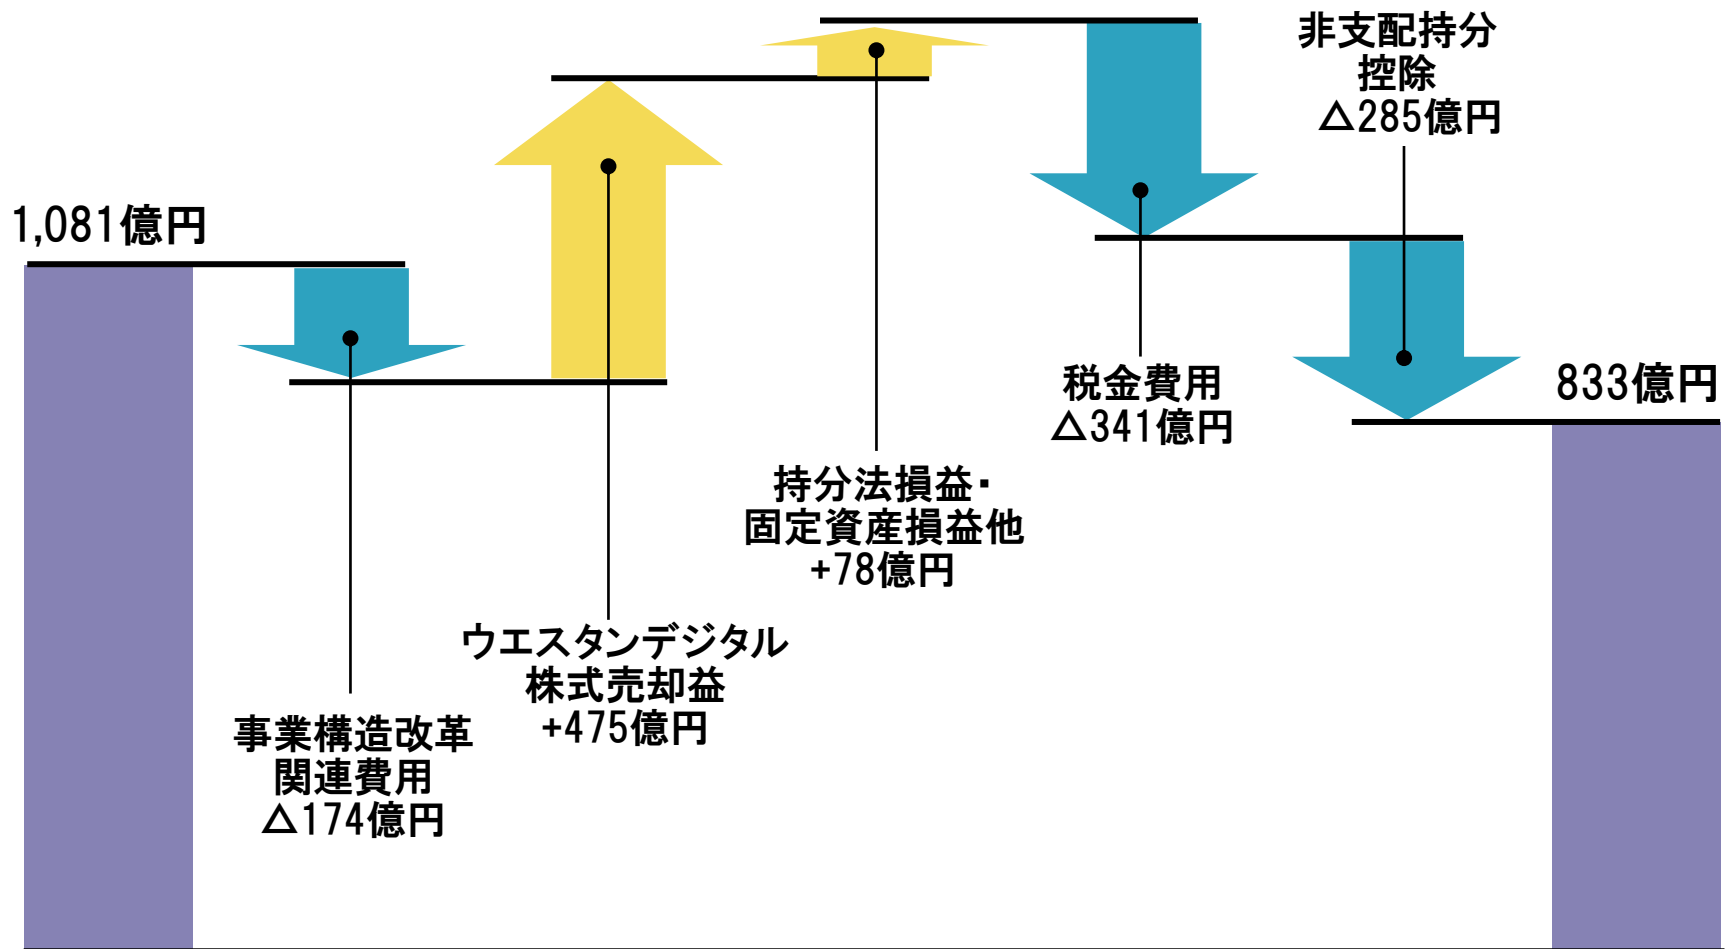 1,081億円
事業構造改革
関連費用
△174億円
ウエスタンデジタル
株式売却益
+475億円
持分法損益・
固定資産損益他
+78億円
税金費用
△341億円
非支配持分
控除
△285億円
833億円